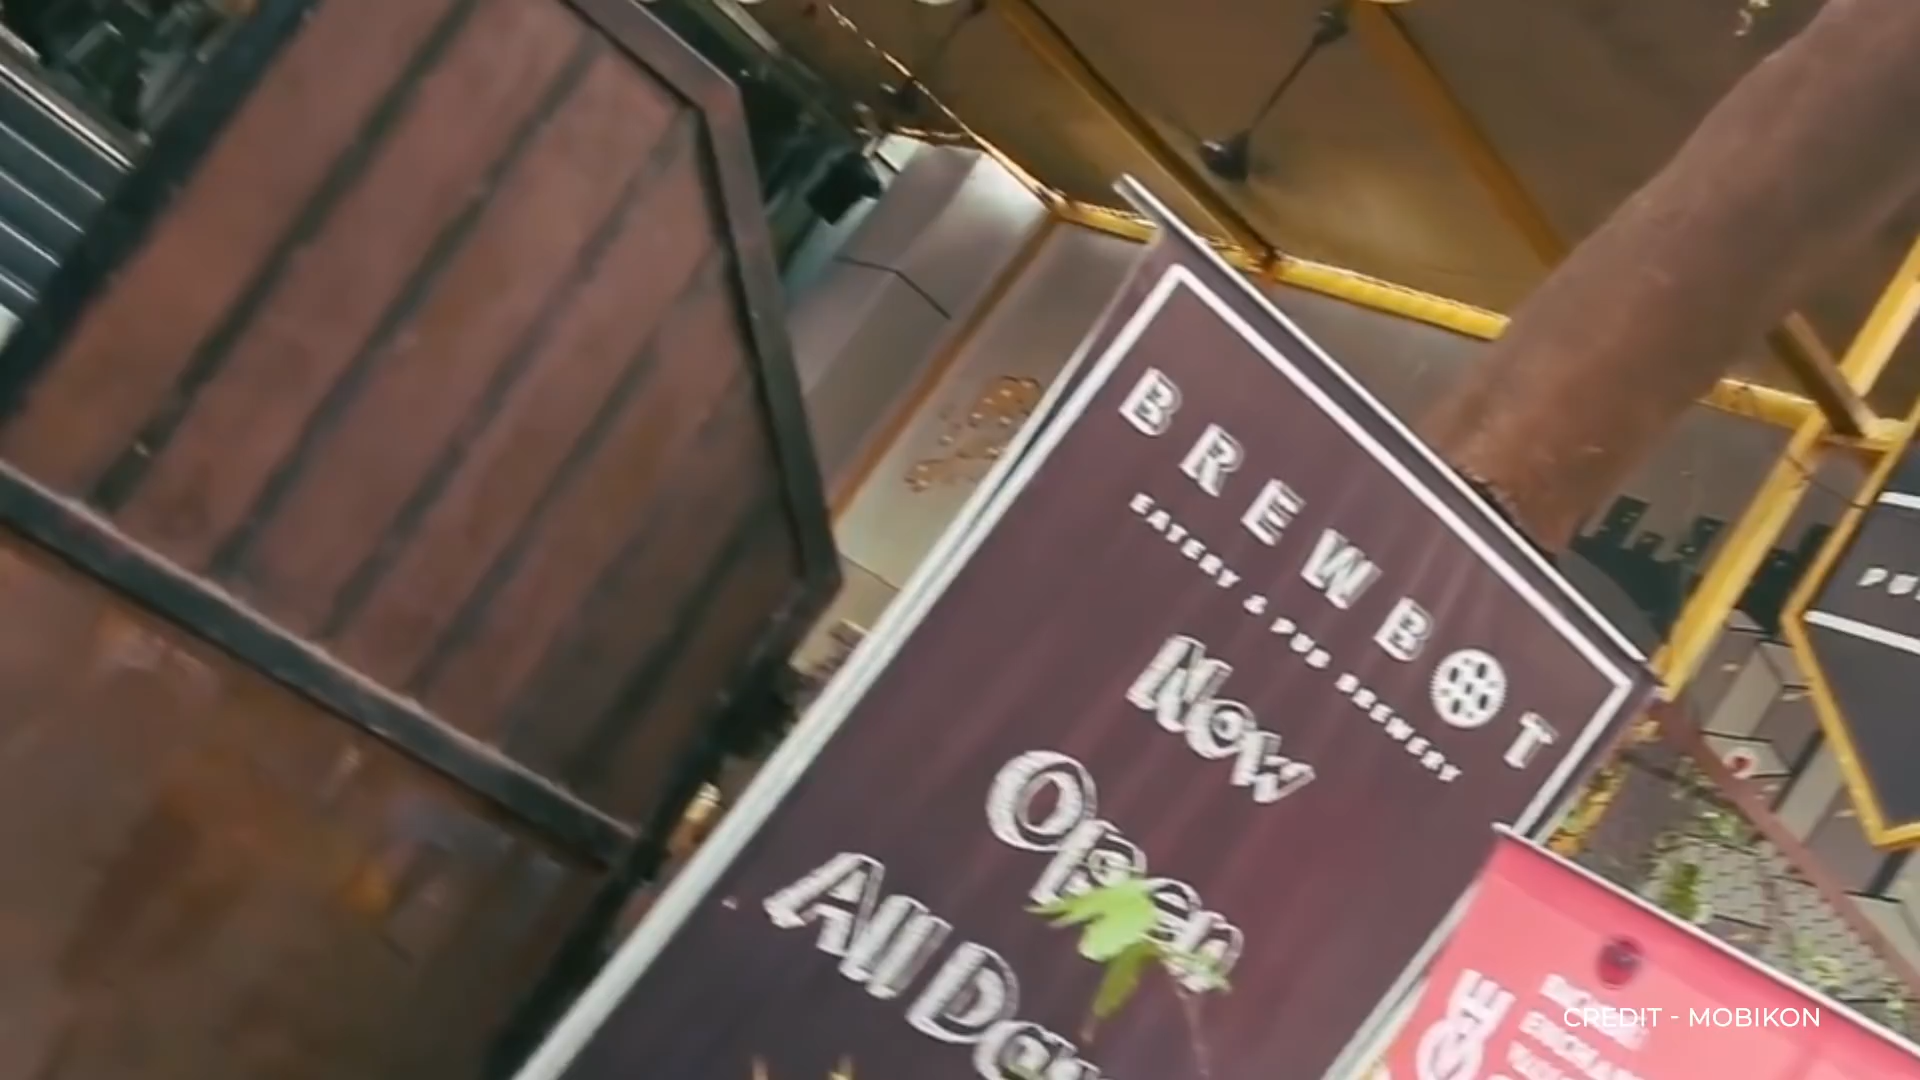 BREWBOT
EATERY & PUB BREWERY
Now
Open
All Day
CREDIT - MOBIKON